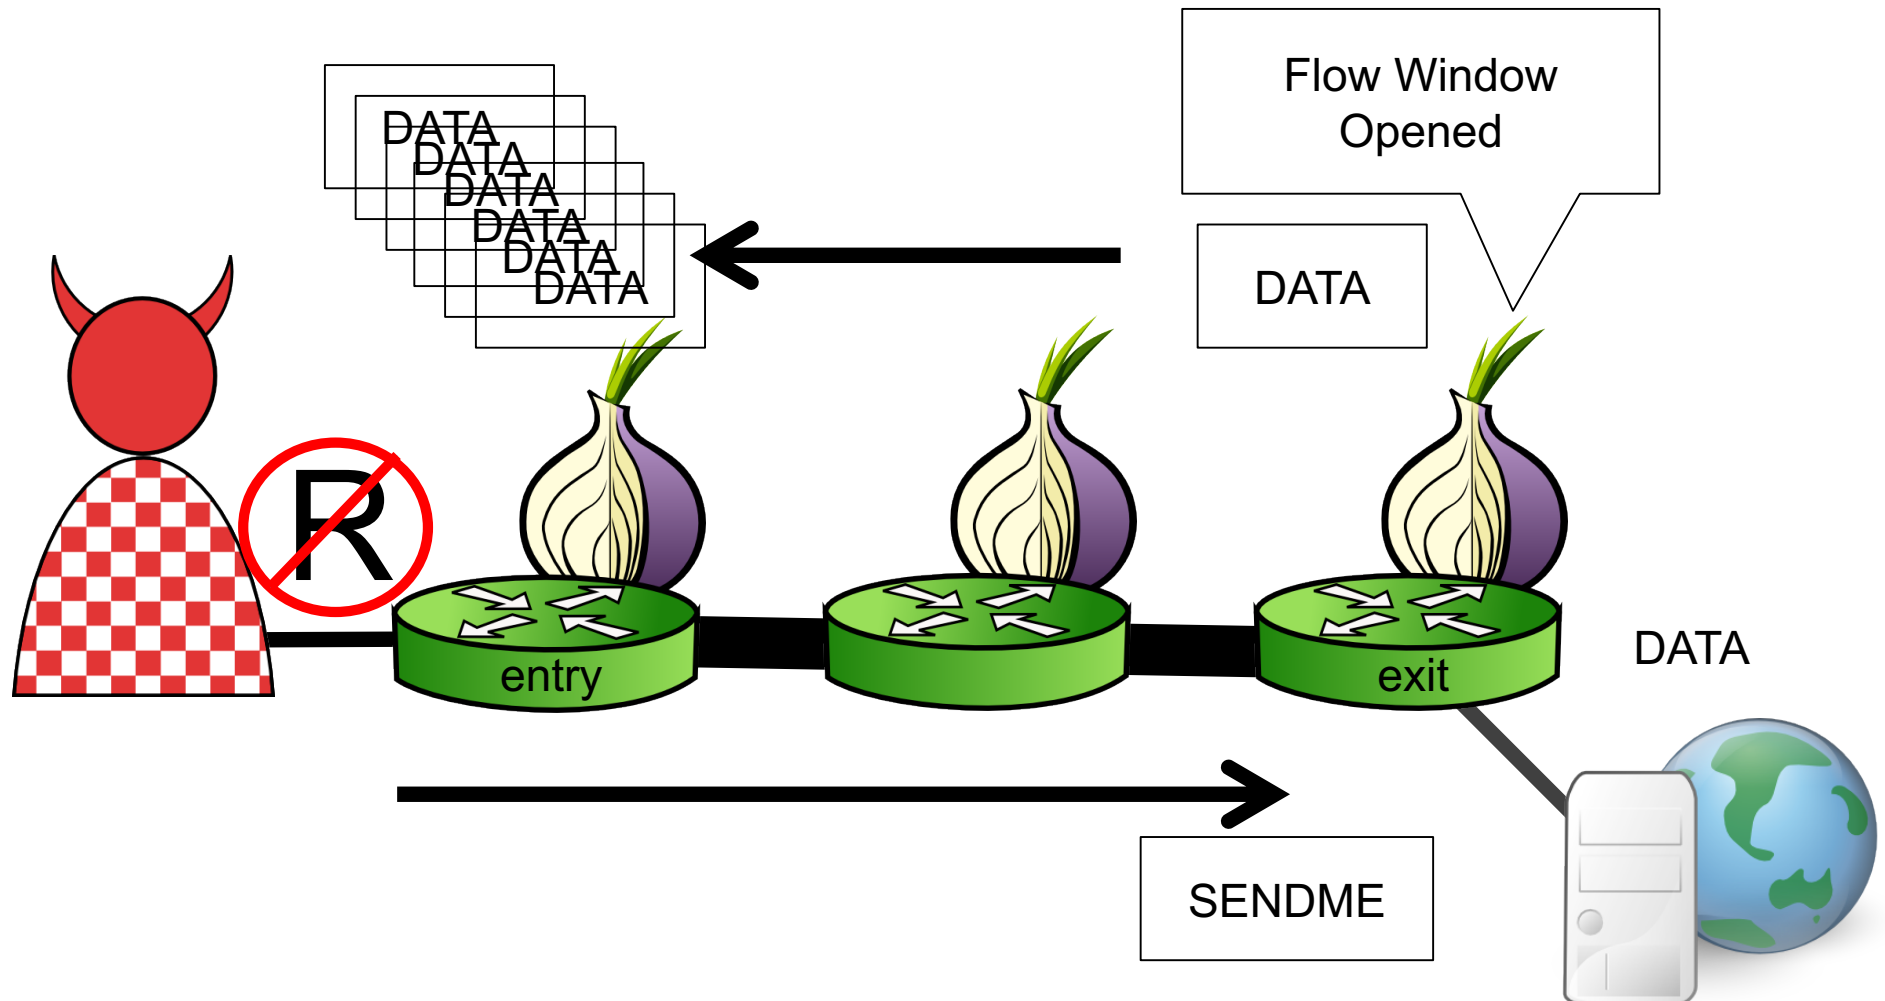 Flow Window
Opened
DATA
DATA
DATA
DATA
DATA
DATA
DATA
R
entry
exit
DATA
SENDME